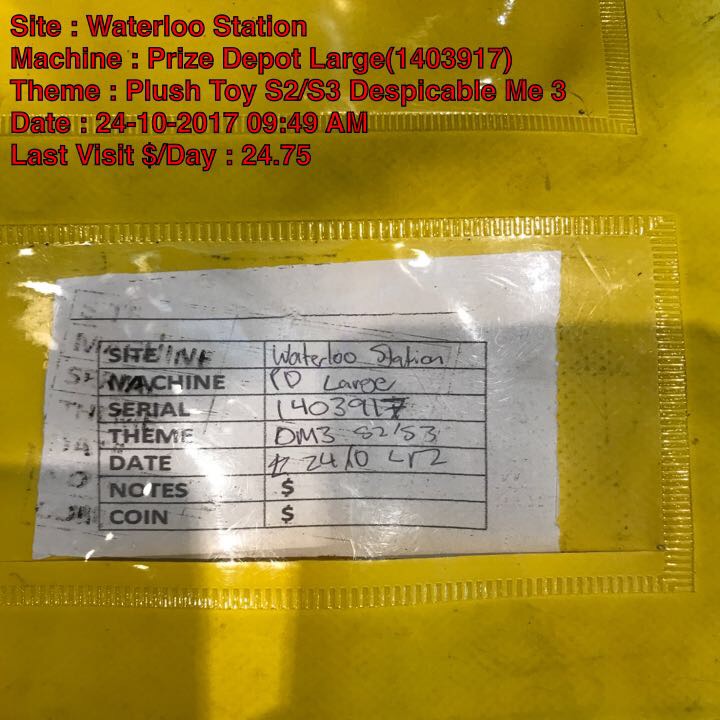 Site : Waterloo Station
Machine : Prize Depot Large(1403917)
Theme : Plush Toy S2/S3 Despicable Me 3
Date : 24-10-2017 09:49 AM
Last Visit $/Day : 24.75
SITE Waterloo Station
MACHINE PD Large
SERIAL 1403917
THEME DM3 S2/S3
DATE 24/10
NOTES $
COIN $